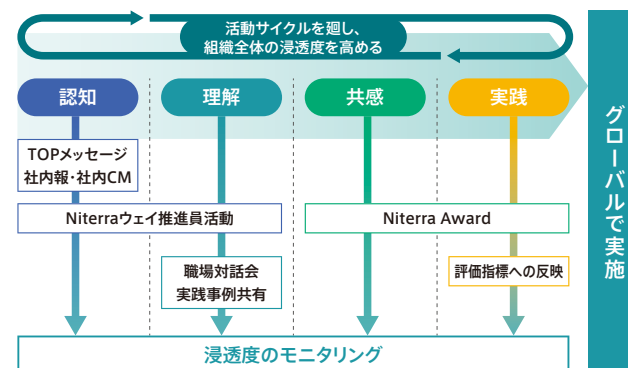 活動サイクルを廻し、
組織全体の浸透度を高める
認知
理解
共感
実践
TOPメッセージ
社内報・社内CM
Niterraウェイ推進員活動
Niterra Award
職場対話会
実践事例共有
評価指標への反映
浸透度のモニタリング
グローバルで実施